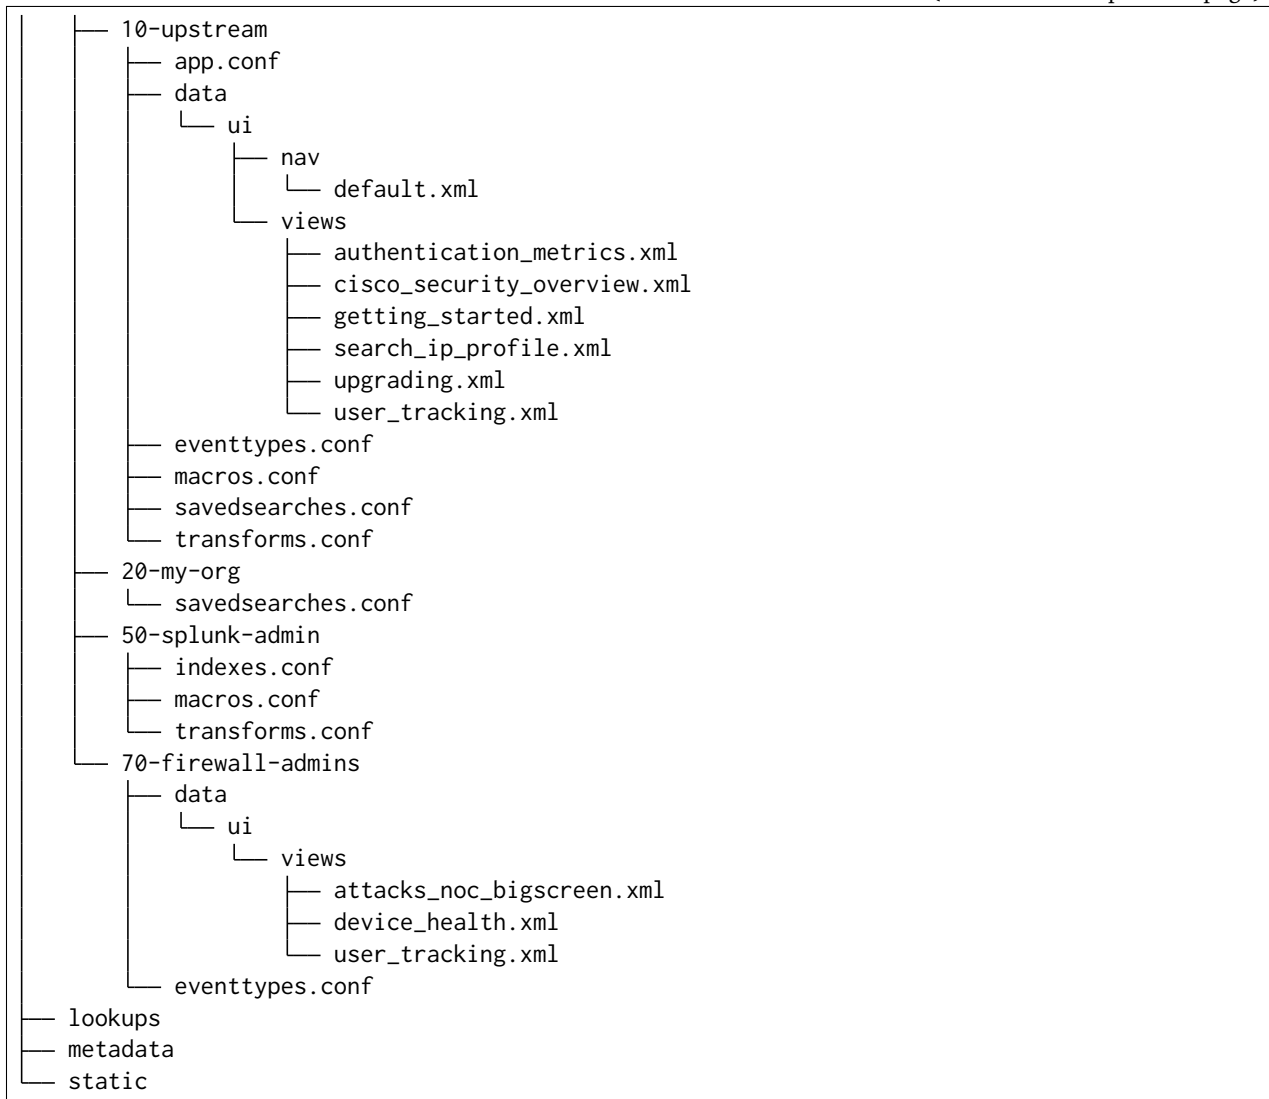 10-upstream
app.conf
data
ui
nav
default.xml
views
authentication_metrics.xml
cisco_security_overview.xml
getting_started.xml
search_ip_profile.xml
upgrading.xml
user_tracking.xml
eventtypes.conf
macros.conf
savedsearches.conf
transforms.conf
20-my-org
savedsearches.conf
50-splunk-admin
indexes.conf
macros.conf
transforms.conf
70-firewall-admins
data
ui
views
attacks_noc_bigscreen.xml
device_health.xml
user_tracking.xml
eventtypes.conf
lookups
metadata
static